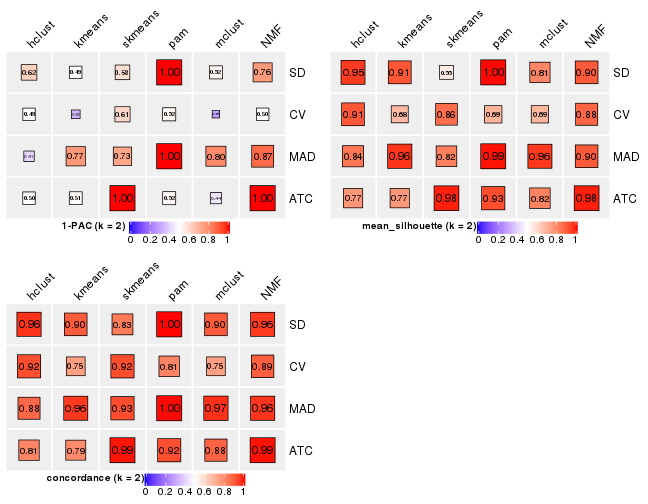 hclust kmeans skmeans pam mclust NMF
0.62 0.49 0.58 1.00 0.52 0.76 SD
0.49 0.61 0.52 0.50 CV
0.41 0.77 0.73 1.00 0.80 0.87 MAD
0.50 0.51 1.00 0.52 0.44 1.00 ATC
1-PAC (k = 2)
0 0.2 0.4 0.6 0.8 1
hclust kmeans skmeans pam mclust NMF
0.95 0.91 0.55 1.00 0.81 0.90 SD
0.91 0.68 0.86 0.69 0.69 0.88 CV
0.84 0.96 0.82 0.99 0.96 0.90 MAD
0.77 0.77 0.98 0.93 0.82 0.98 ATC
mean_silhouette (k = 2)
0 0.2 0.4 0.6 0.8 1
hclust kmeans skmeans pam mclust NMF
0.96 0.90 0.83 1.00 0.90 0.96 SD
0.92 0.75 0.92 0.81 0.75 0.89 CV
0.88 0.96 0.93 1.00 0.97 0.96 MAD
0.81 0.79 0.99 0.92 0.88 0.99 ATC
concordance (k = 2)
0 0.2 0.4 0.6 0.8 1